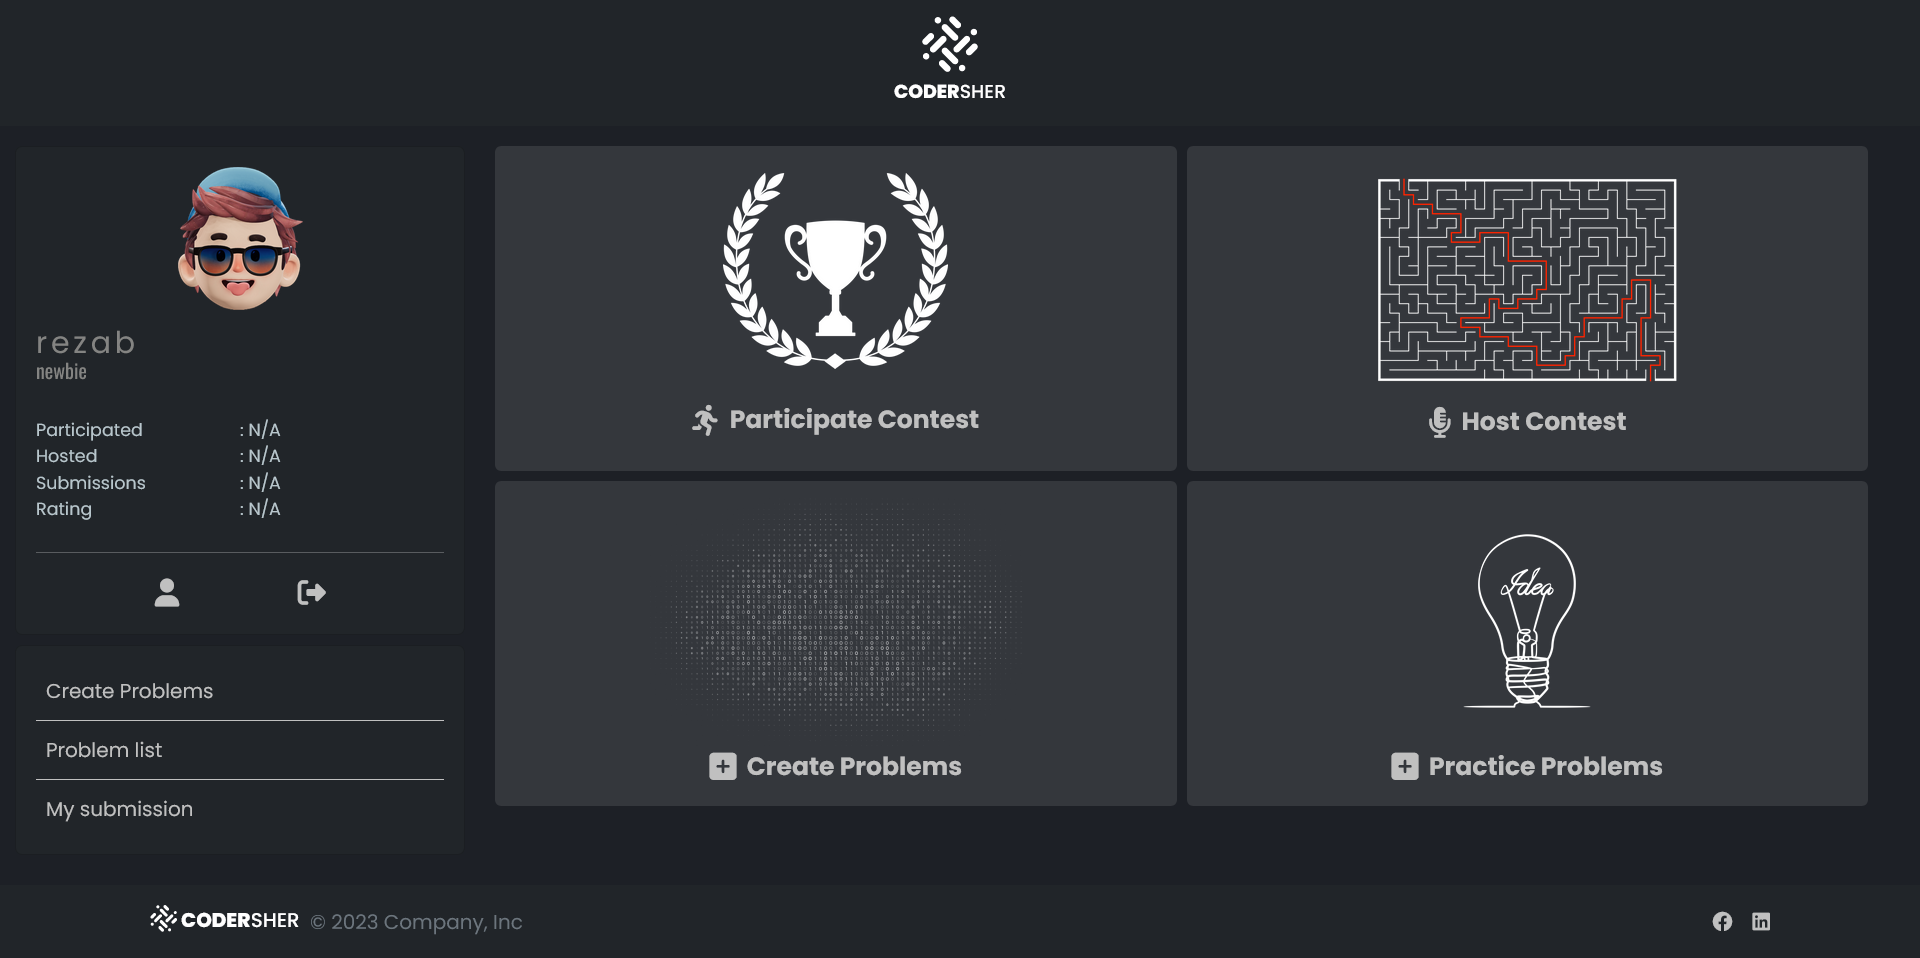 CODERSHER
rezab
newbie
Participated : N/A
Hosted : N/A
Submissions : N/A
Rating : N/A
Create Problems
Problem list
My submission
Participate Contest
Host Contest
Idea
Create Problems
Practice Problems
CODERSHER © 2023 Company, Inc